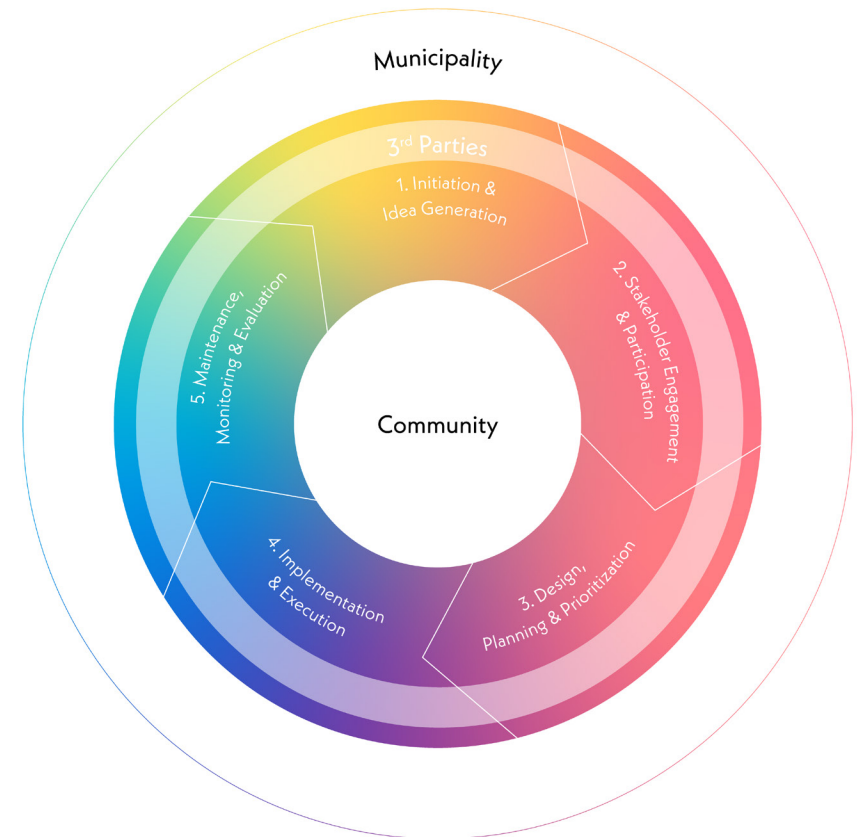 Municipality
3rd Parties
1. Initiation &
Idea Generation
2. Stakeholder Engagement
& Participation
3. Design,
Planning & Prioritization
4. Implementation
& Execution
5. Maintenance,
Monitoring & Evaluation
Community